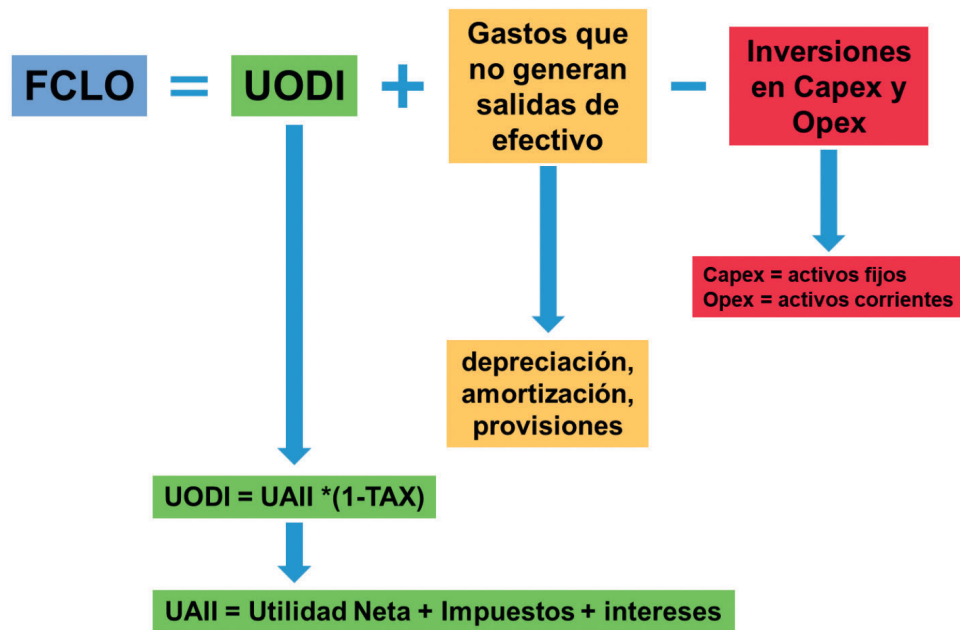 FCLO = UODI + Gastos que
no generan
salidas de
efectivo
− Inversiones
en Capex y
Opex
Capex = activos fijos
Opex = activos corrientes
depreciación,
amortización,
provisiones
UODI = UAII *(1-TAX)
UAII = Utilidad Neta + Impuestos + intereses